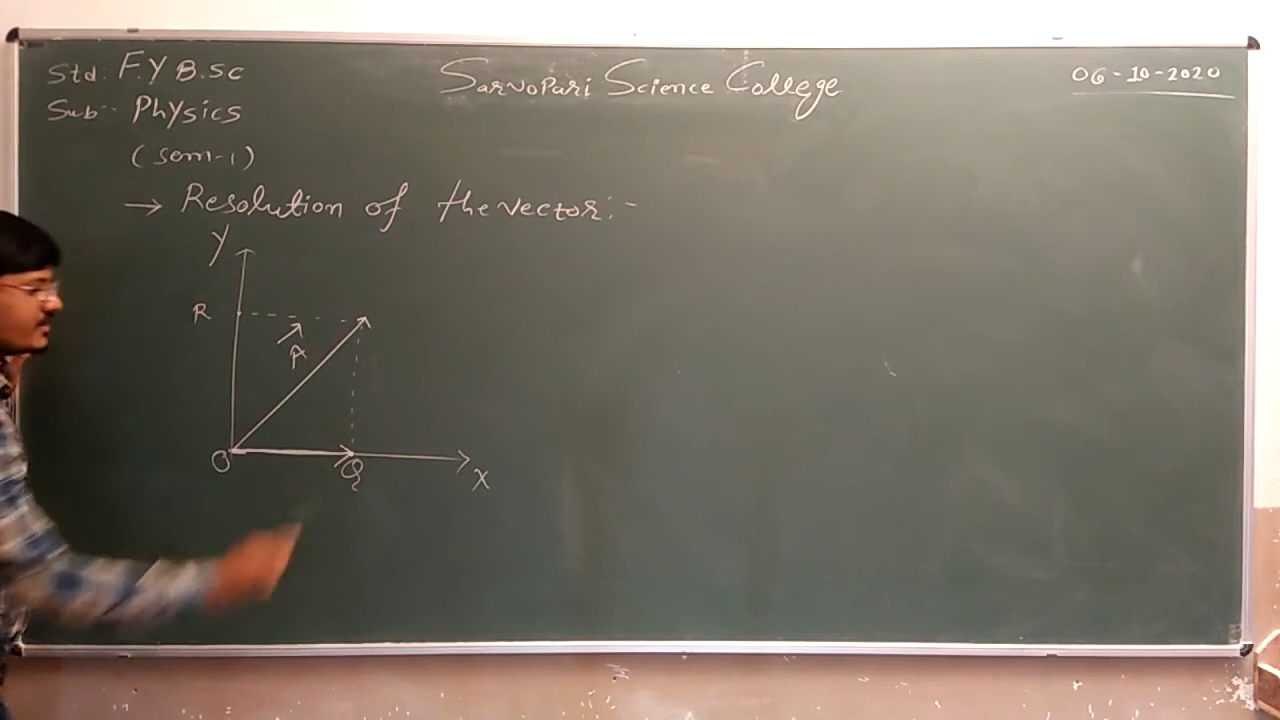 Std: F.Y B.Sc
Sarvopari Science College
06-10-2020
Sub:- Physics
(Sem-1)
→ Resolution of the vector:-
Y
R
A
O
Q
X